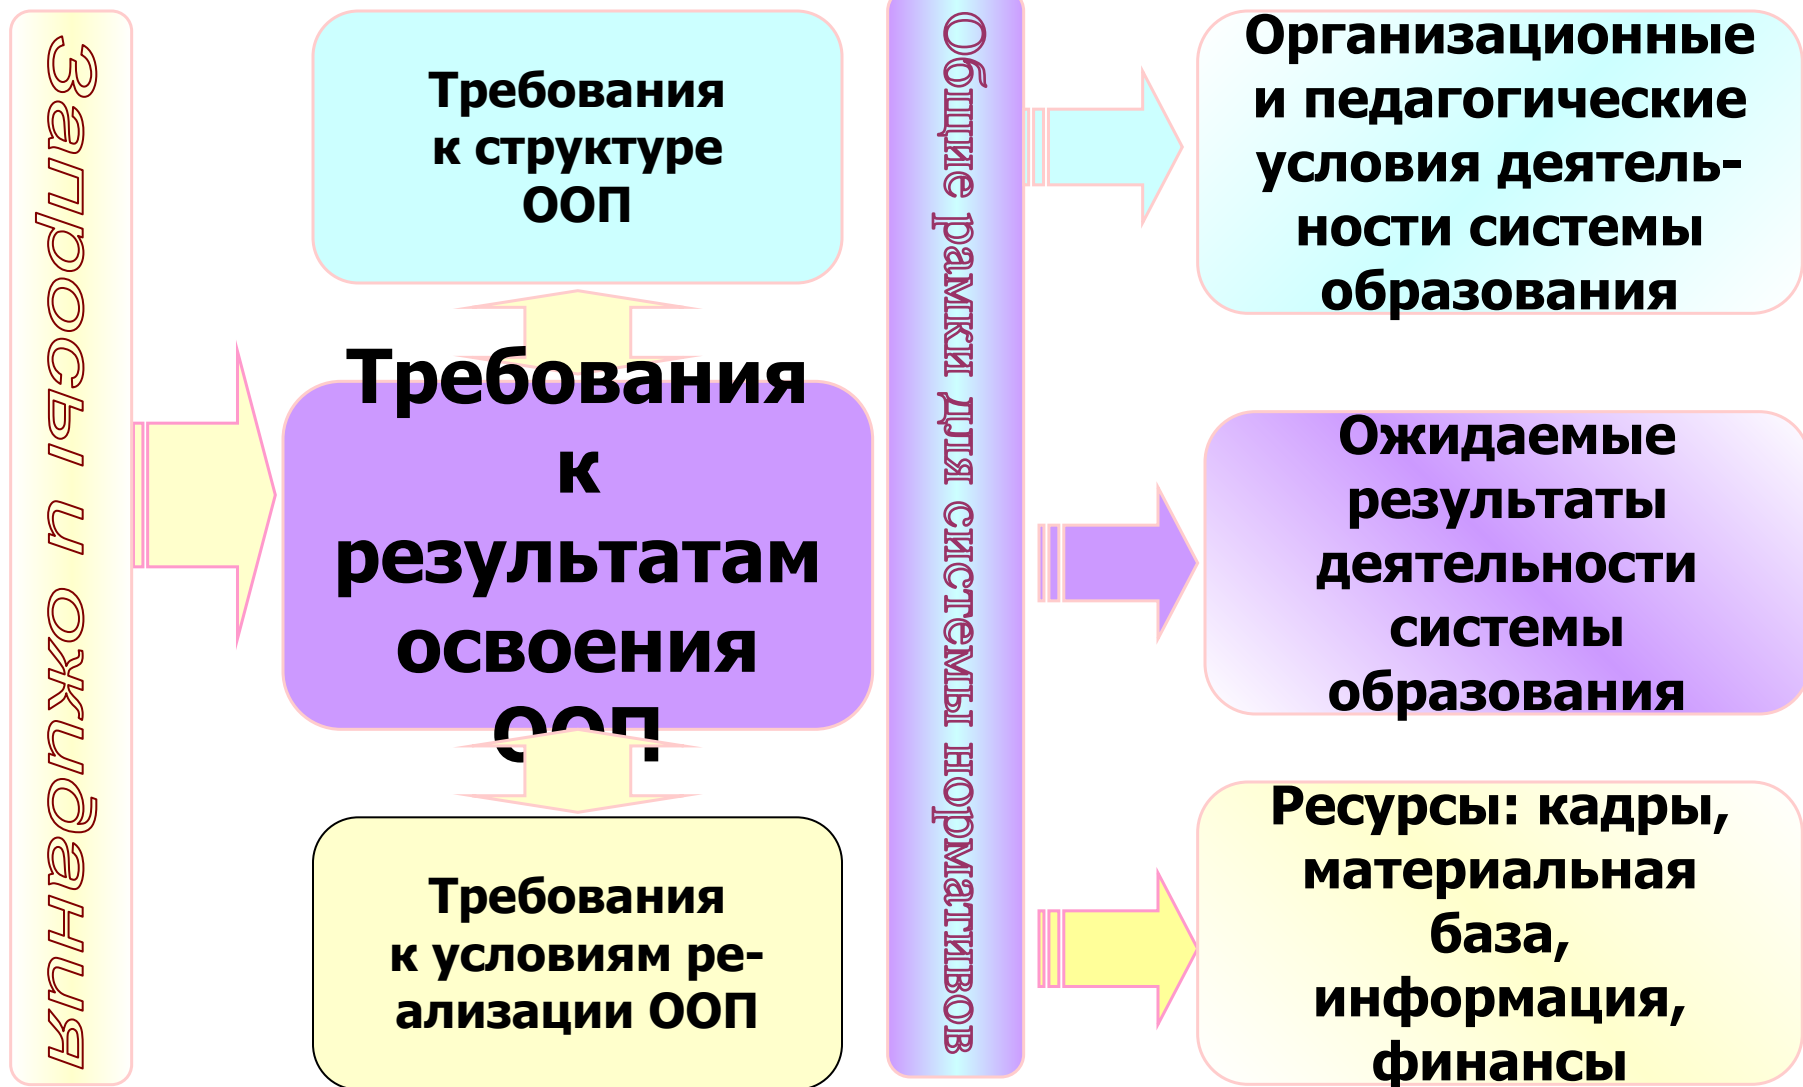 Запросы и ожидания
Требования
к структуре
ООП
Требования
к
результатам
освоения
ООП
Требования
к условиям ре-
ализации ООП
Общие рамки для системы нормативов
Организационные
и педагогические
условия деятель-
ности системы
образования
Ожидаемые
результаты
деятельности
системы
образования
Ресурсы: кадры,
материальная
база,
информация,
финансы